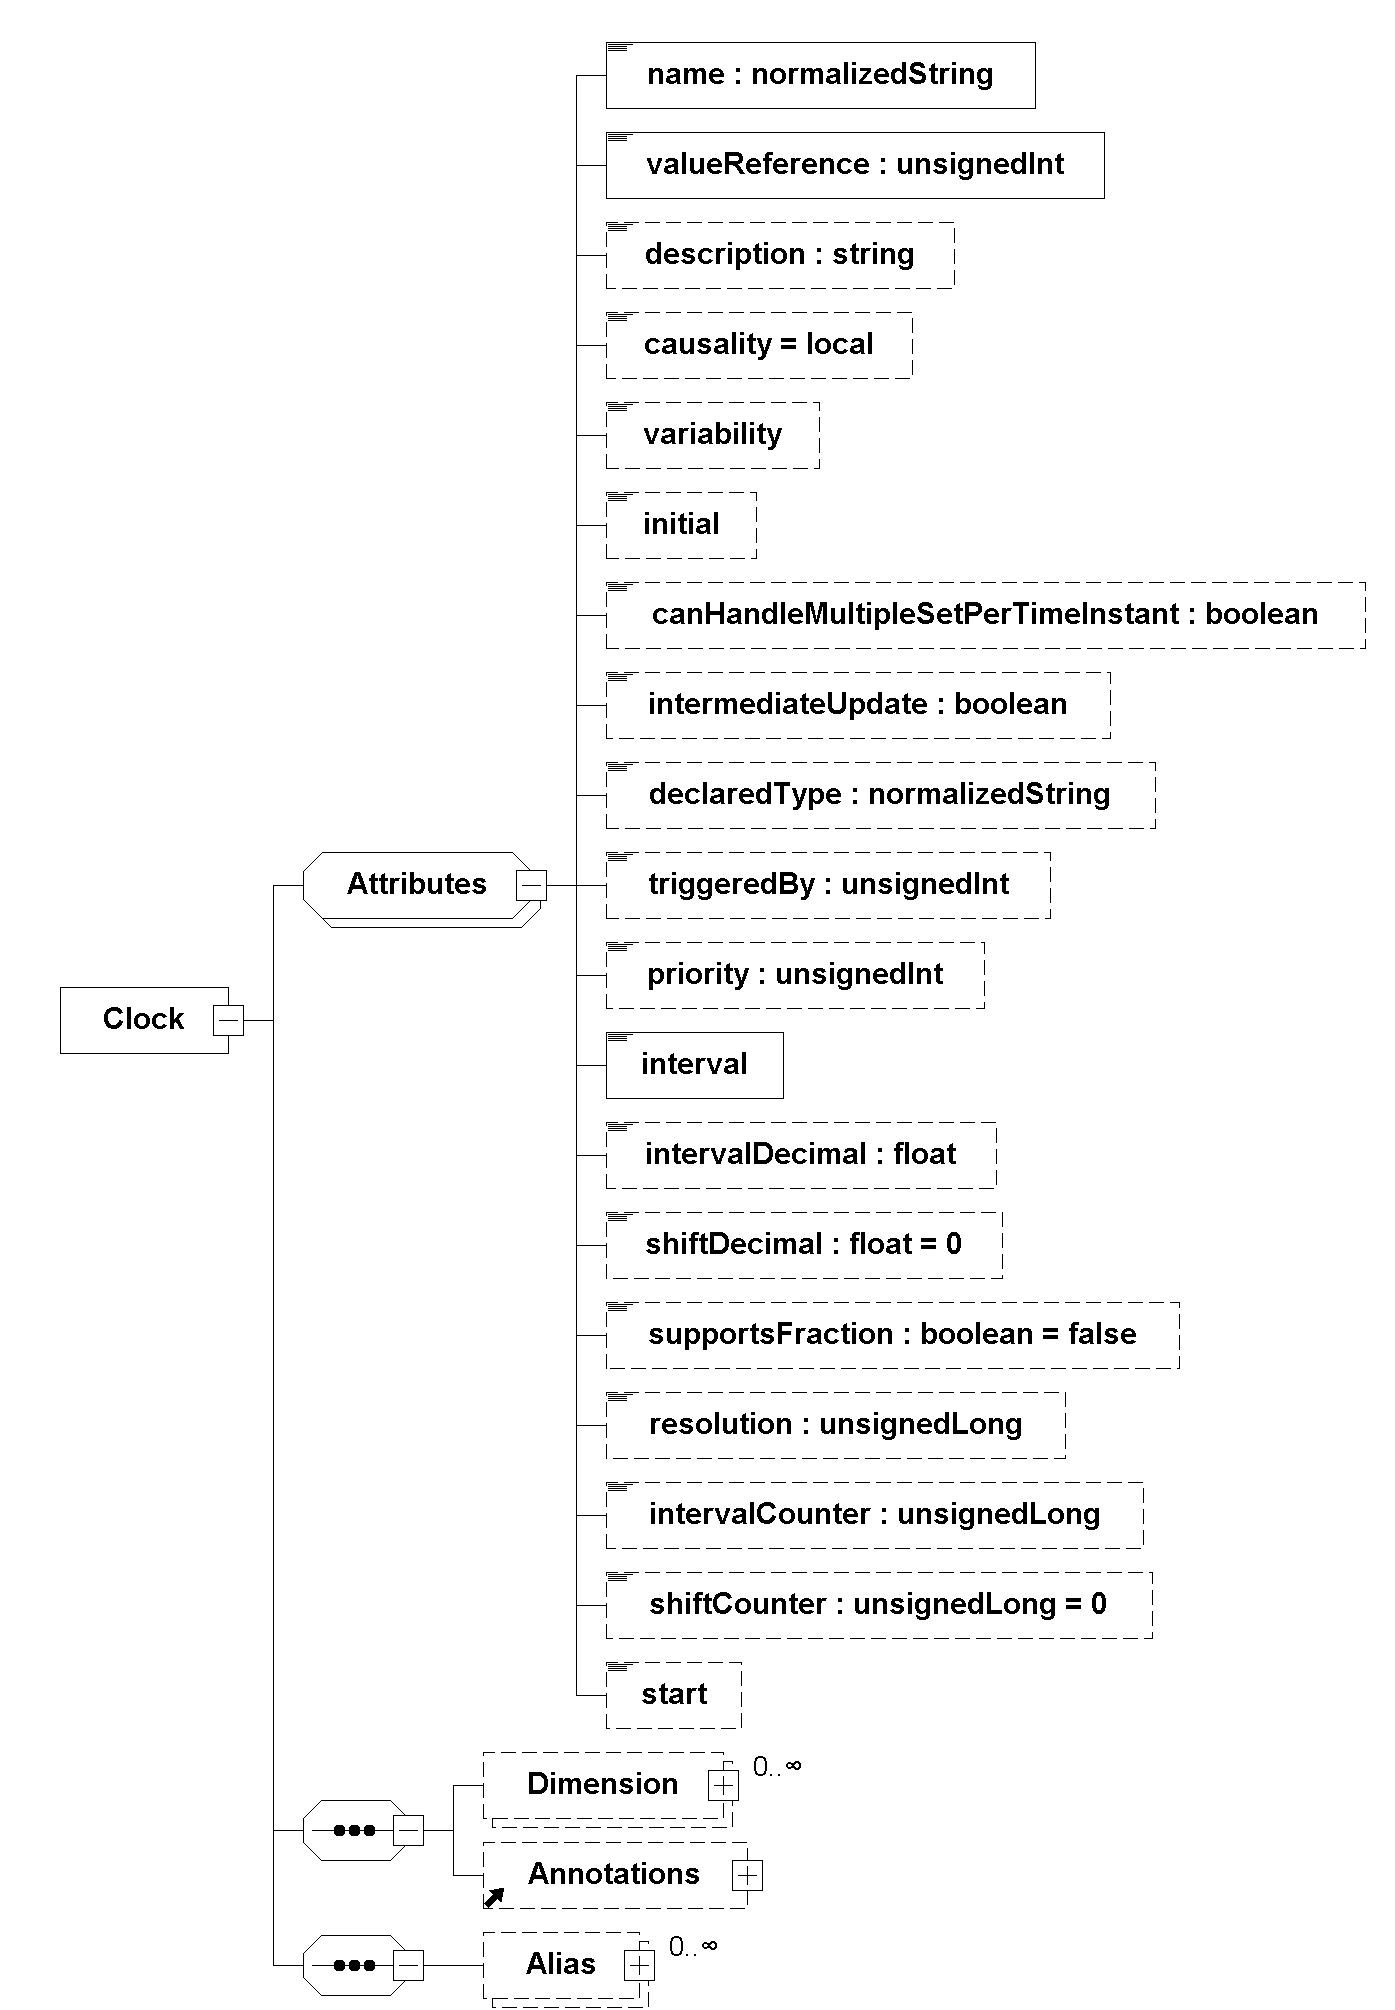 name : normalizedString
valueReference : unsignedInt
description : string
causality = local
variability
initial
canHandleMultipleSetPerTimeInstant : boolean
intermediateUpdate : boolean
declaredType : normalizedString
Attributes
triggeredBy : unsignedInt
priority : unsignedInt
Clock
interval
intervalDecimal : float
shiftDecimal : float = 0
supportsFraction : boolean = false
resolution : unsignedLong
intervalCounter : unsignedLong
shiftCounter : unsignedLong = 0
start
Dimension
0..∞
Annotations
Alias
0..∞